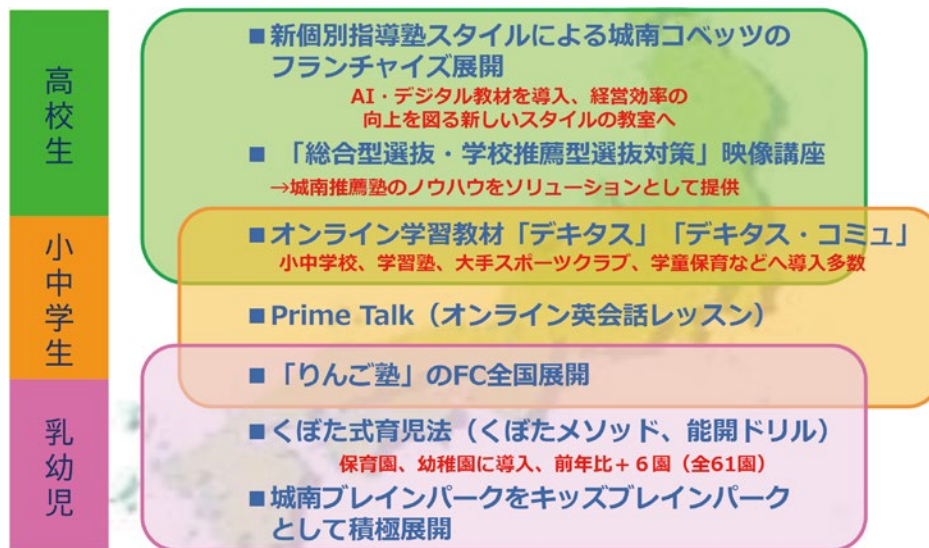 高校生
■新個別指導塾スタイルによる城南コベッツの
フランチャイズ展開
AI・デジタル教材を導入、経営効率の
向上を図る新しいスタイルの教室へ
■「総合型選抜・学校推薦型選抜対策」映像講座
→城南推薦塾のノウハウをソリューションとして提供
小中学生
■オンライン学習教材「デキタス」「デキタス・コミュ」
小中学校、学習塾、大手スポーツクラブ、学童保育などへ導入多数
■Prime Talk（オンライン英会話レッスン）
■「りんご塾」のFC全国展開
乳幼児
■くぼた式育児法（くぼたメソッド、能開ドリル）
保育園、幼稚園に導入、前年比＋６園（全61園）
■城南ブレインパークをキッズブレインパーク
として積極展開